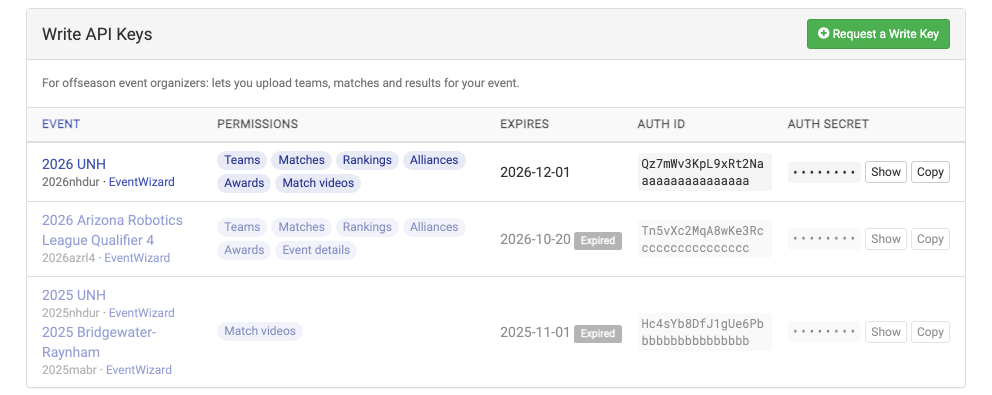 Write API Keys
Request a Write Key
For offseason event organizers: lets you upload teams, matches and results for your event.
EVENT PERMISSIONS EXPIRES AUTH ID AUTH SECRET
2026 UNH
2026nhdur · EventWizard
Teams Matches Rankings Alliances
Awards Match videos
2026-12-01
Qz7mWv3KpL9xRt2Na
aaaaaaaaaaaaaaa
•••••••• Show Copy
2026 Arizona Robotics
League Qualifier 4
2026azrl4 · EventWizard
Teams Matches Rankings Alliances
Awards Event details
2026-10-20 Expired
Tn5vXc2MqA8wKe3Rc
ccccccccccccccc
•••••••• Show Copy
2025 UNH
2025nhdur · EventWizard
2025 Bridgewater-
Raynham
2025mabr · EventWizard
Match videos
2025-11-01 Expired
Hc4sYb8DfJ1gUe6Pb
bbbbbbbbbbbbbbb
•••••••• Show Copy